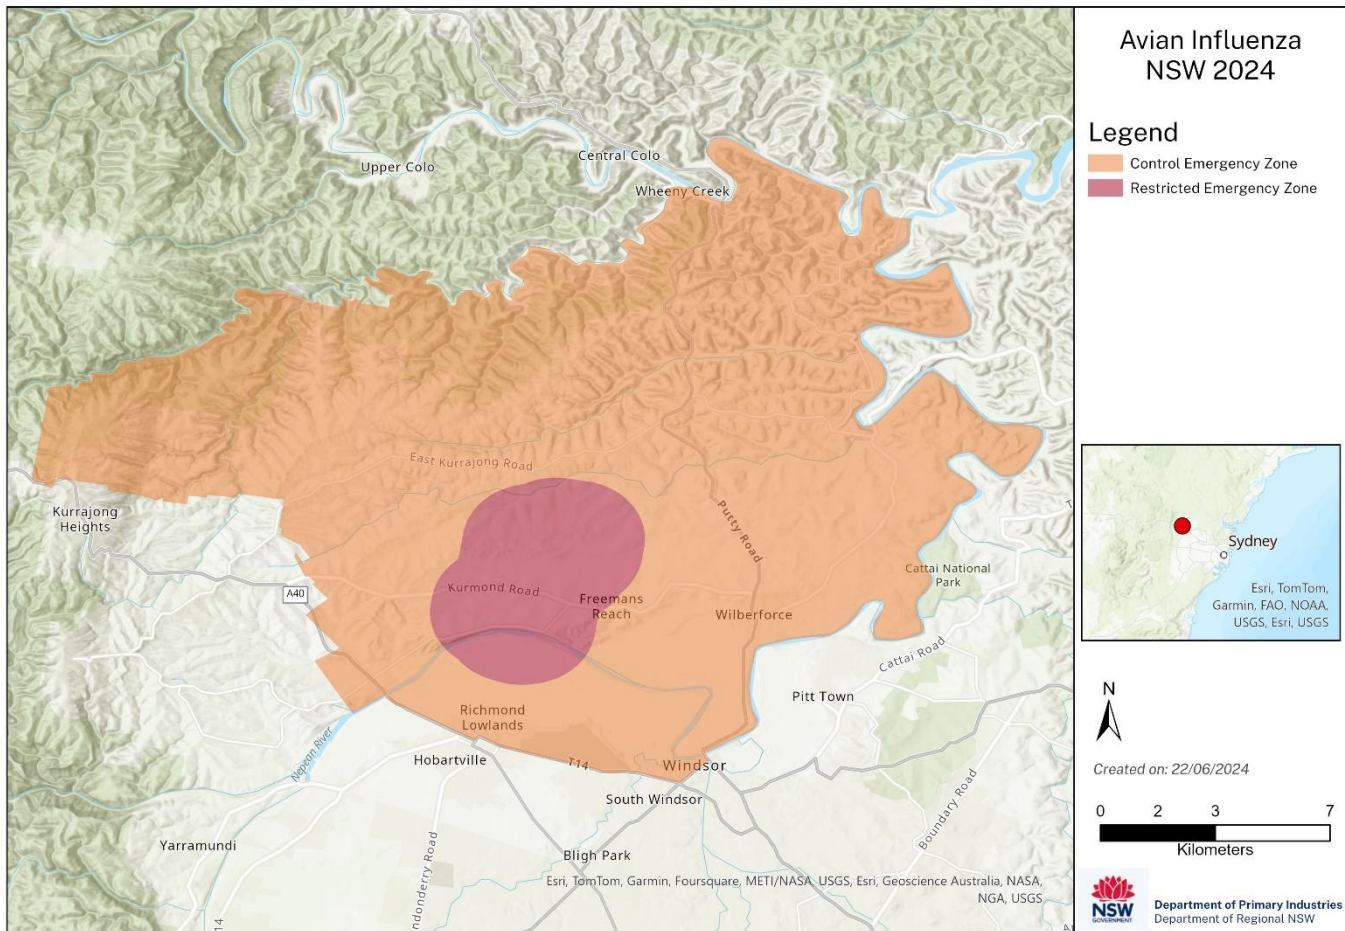 Avian Influenza
NSW 2024
Legend
Control Emergency Zone
Restricted Emergency Zone
Upper Colo
Central Colo
Wheeny Creek
East Kurrajong Road
Kurrajong
Heights
Putty Road
A40
Kurmond Road
Freemans
Reach
Wilberforce
Cattai National
Park
Cattai Road
Pitt Town
Richmond
Lowlands
Nepean River
Hobartville
T14
Windsor
South Windsor
Boundary Road
Yarramundi
ndonderry Road
Bligh Park
14
Esri, TomTom, Garmin, Foursquare, METI/NASA, USGS, Esri, Geoscience Australia, NASA,
NGA, USGS
Sydney
Esri, TomTom,
Garmin, FAO, NOAA,
USGS, Esri, USGS
N
Created on: 22/06/2024
0 2 3 7
Kilometers
NSW
GOVERNMENT
Department of Primary Industries
Department of Regional NSW